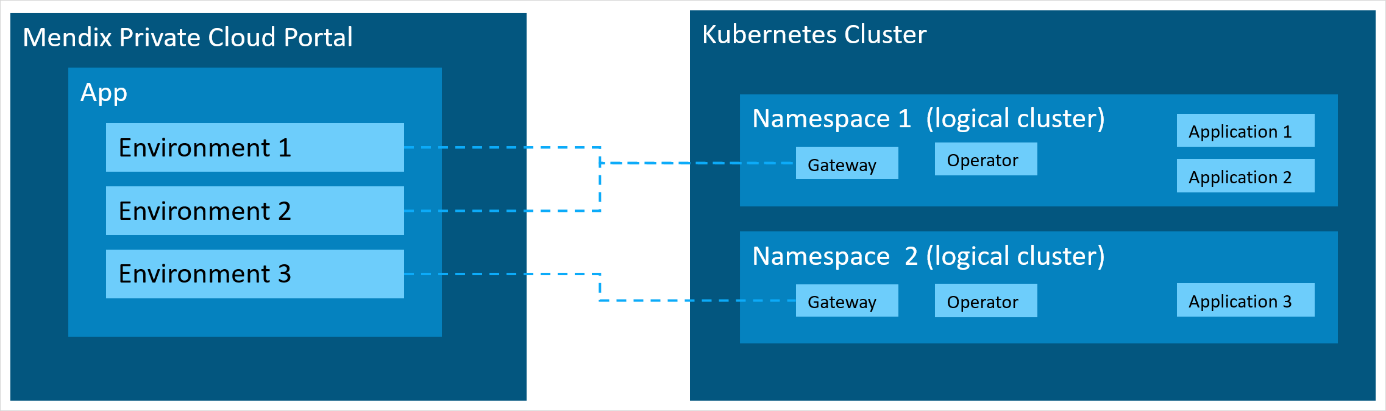 Mendix Private Cloud Portal
App
Environment 1
Environment 2
Environment 3
Kubernetes Cluster
Namespace 1 (logical cluster)
Gateway
Operator
Application 1
Application 2
Namespace 2 (logical cluster)
Gateway
Operator
Application 3